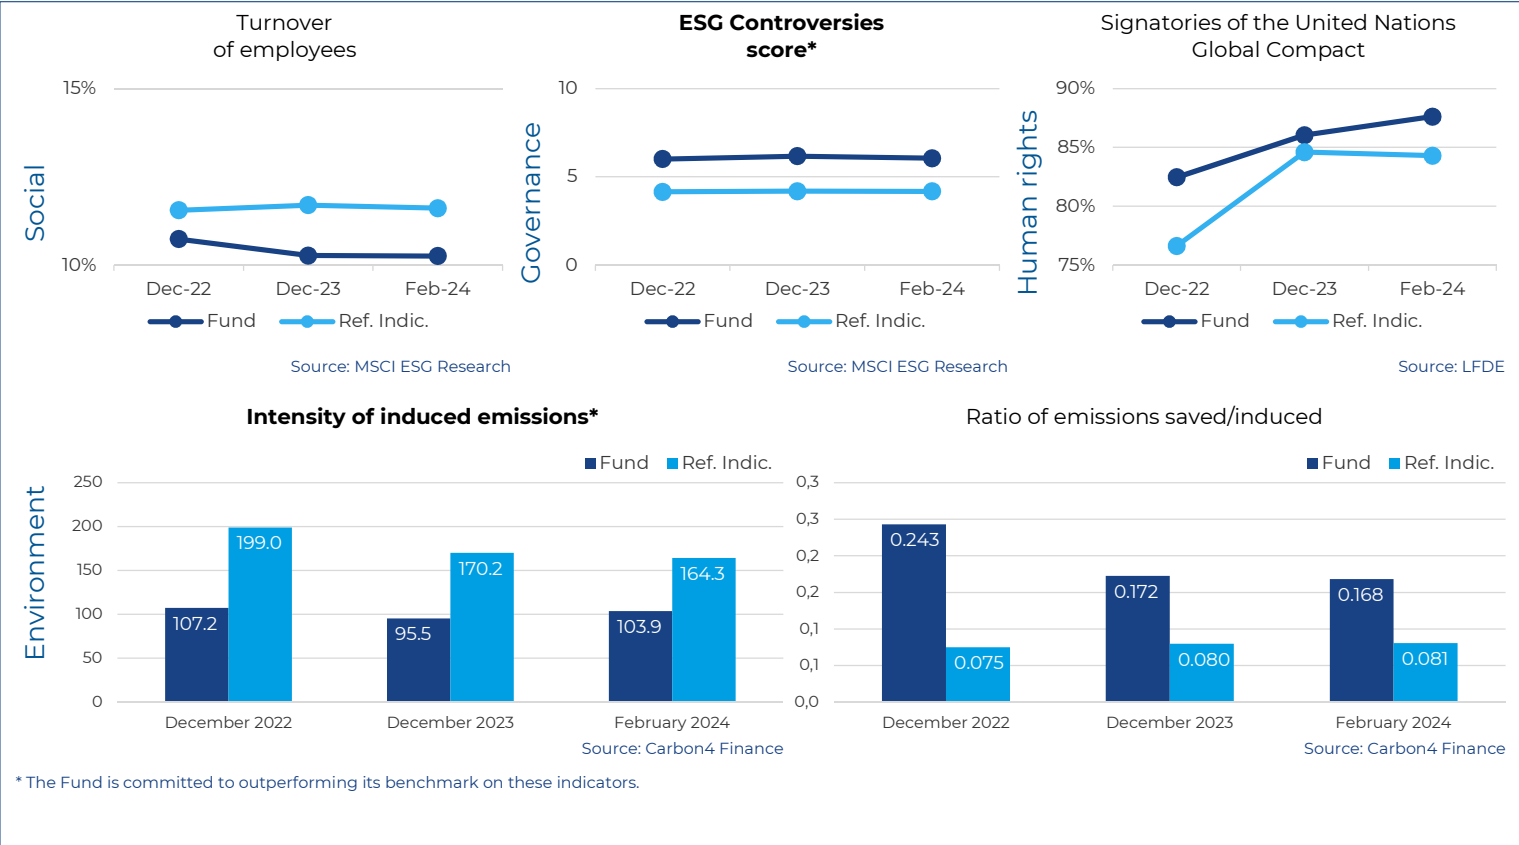 Turnover
of employees
15%
10%
Social
Dec-22
Dec-23
Feb-24
Fund
Ref. Indic.
Source: MSCI ESG Research
ESG Controversies
score*
10
5
0
Governance
Dec-22
Dec-23
Feb-24
Fund
Ref. Indic.
Source: MSCI ESG Research
Signatories of the United Nations
Global Compact
90%
85%
80%
75%
Human rights
Dec-22
Dec-23
Feb-24
Fund
Ref. Indic.
Source: LFDE
Intensity of induced emissions*
Fund
Ref. Indic.
Environment
250
200
150
100
50
0
107.2
199.0
95.5
170.2
103.9
164.3
December 2022
December 2023
February 2024
Source: Carbon4 Finance
Ratio of emissions saved/induced
Fund
Ref. Indic.
0,3
0,3
0,2
0,2
0,1
0,1
0,0
0.243
0.075
0.172
0.080
0.168
0.081
December 2022
December 2023
February 2024
Source: Carbon4 Finance
* The Fund is committed to outperforming its benchmark on these indicators.